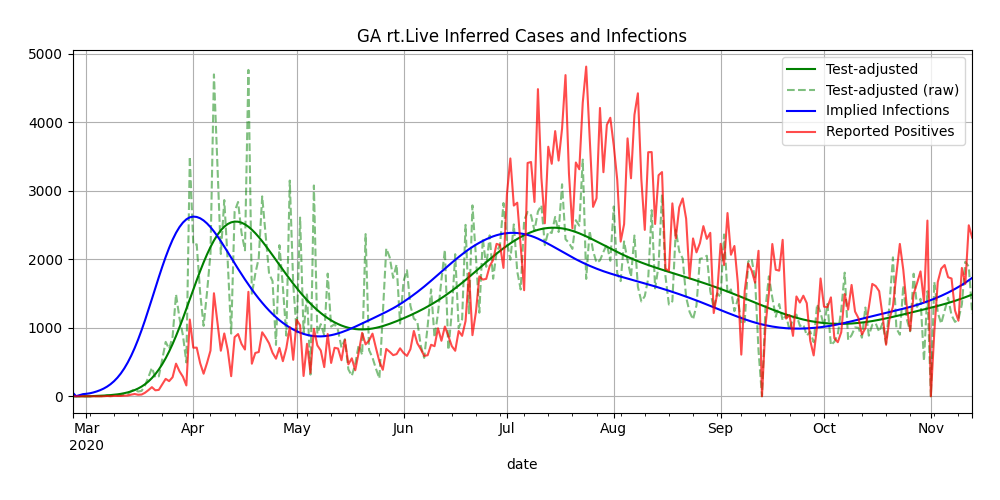 GA rt.Live Inferred Cases and Infections
5000
4000
3000
2000
1000
0
Test-adjusted
Test-adjusted (raw)
Implied Infections
Reported Positives
Mar Apr May Jun Jul Aug Sep Oct Nov
2020
date